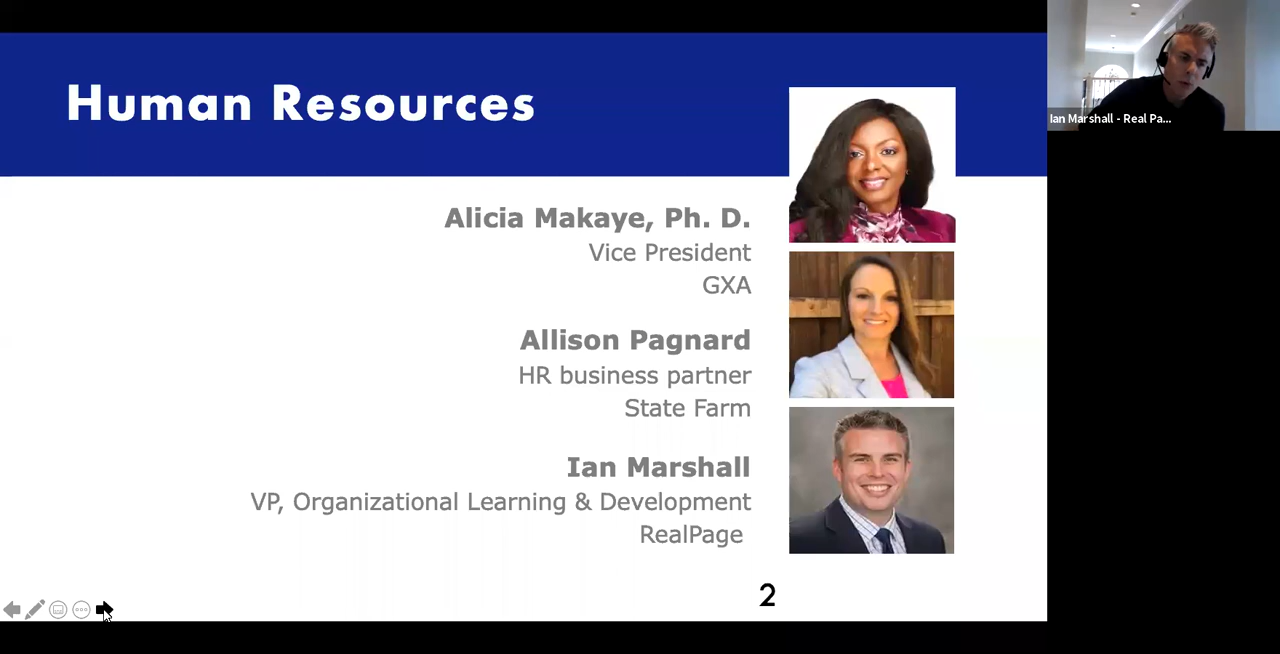 Human Resources
Ian Marshall - Real Pa...
Alicia Makaye, Ph. D.
Vice President
GXA
Allison Pagnard
HR business partner
State Farm
Ian Marshall
VP, Organizational Learning & Development
RealPage
2